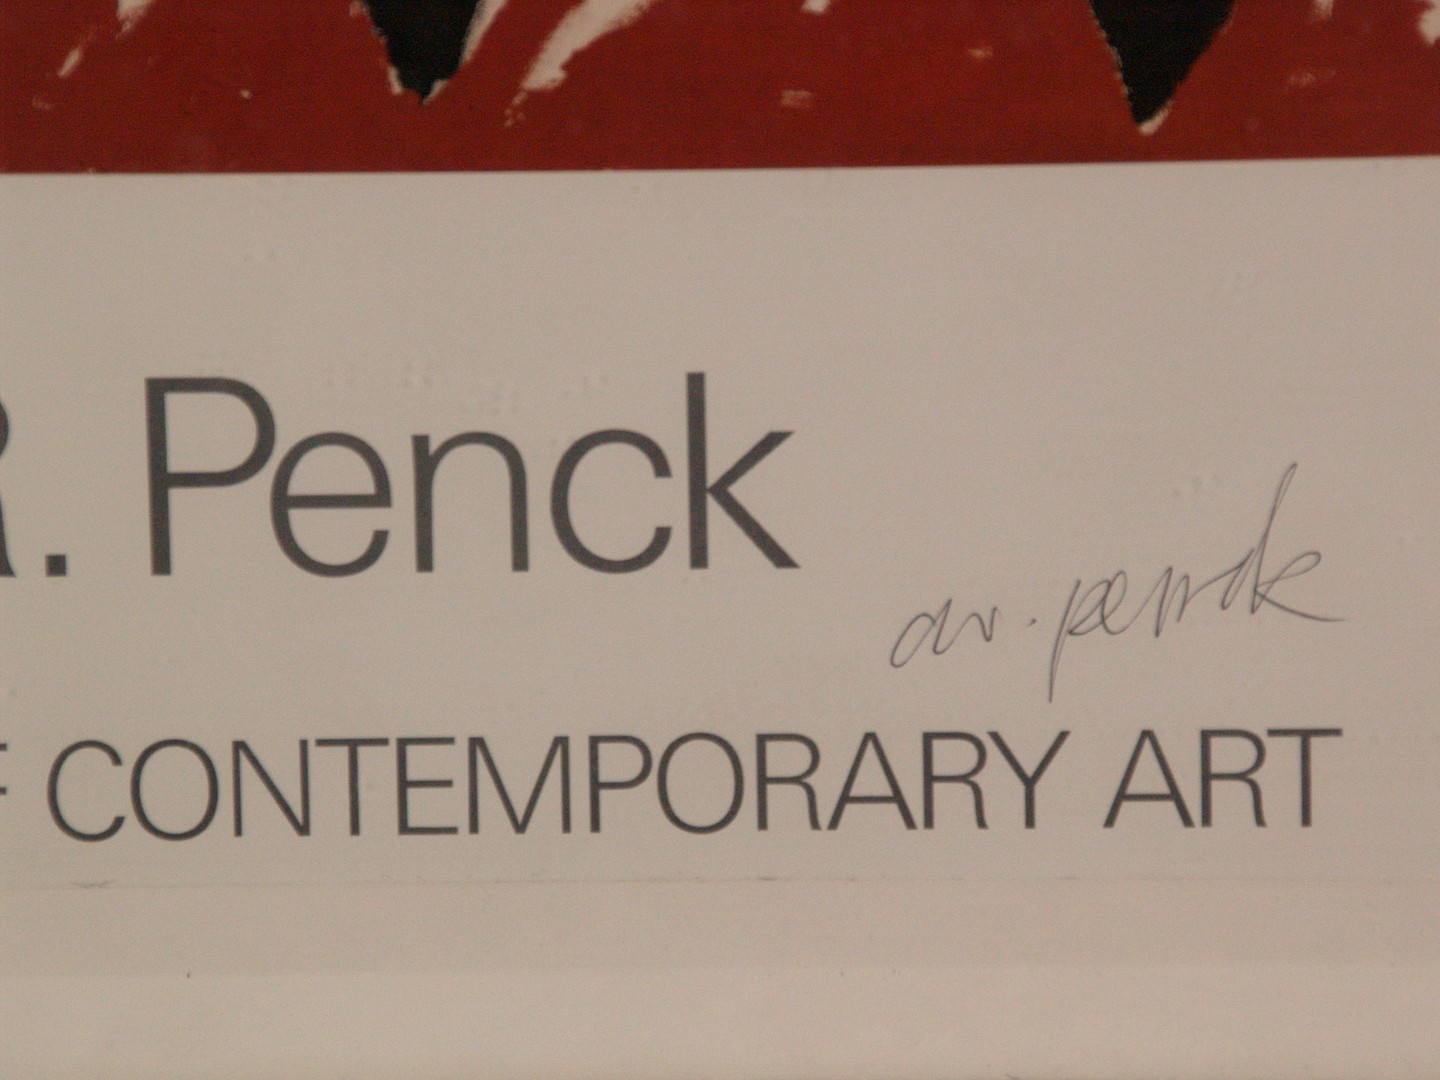 R. Penck
ar. penck
F CONTEMPORARY ART